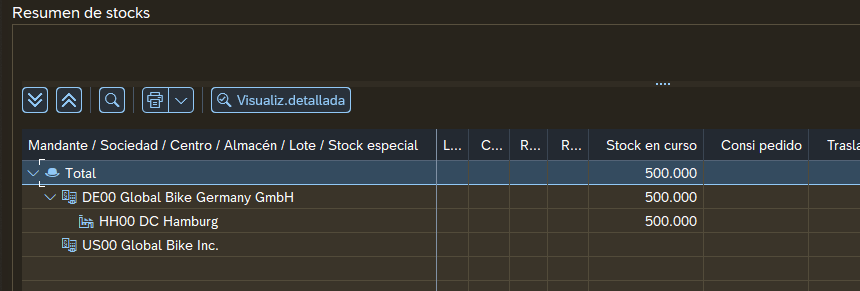 Resumen de stocks
Visualiz.detallada
Mandante / Sociedad / Centro / Almacén / Lote / Stock especial L... C... R... R... Stock en curso Consi pedido Trasla
Total 500.000
DE00 Global Bike Germany GmbH 500.000
HH00 DC Hamburg 500.000
US00 Global Bike Inc.